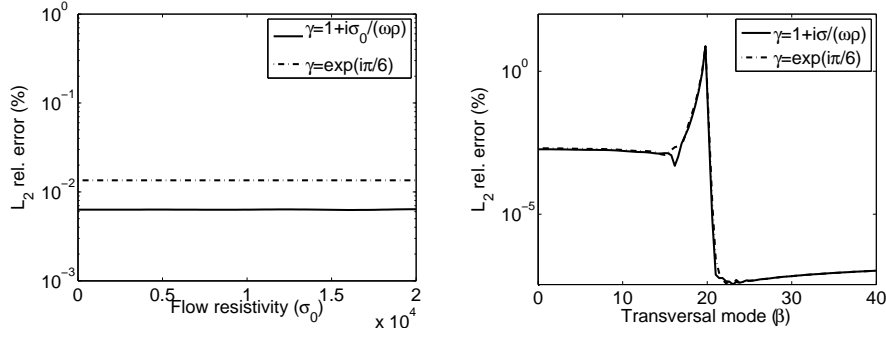 10^0
10^-1
10^-2
10^-3
L_2 rel. error (%)
0 0.5 1 1.5 2
x 10^4
Flow resistivity (σ_0)
γ=1+iσ_0/(ωρ)
γ=exp(iπ/6)
10^0
10^-5
L_2 rel. error (%)
0 10 20 30 40
Transversal mode (β)
γ=1+iσ/(ωρ)
γ=exp(iπ/6)